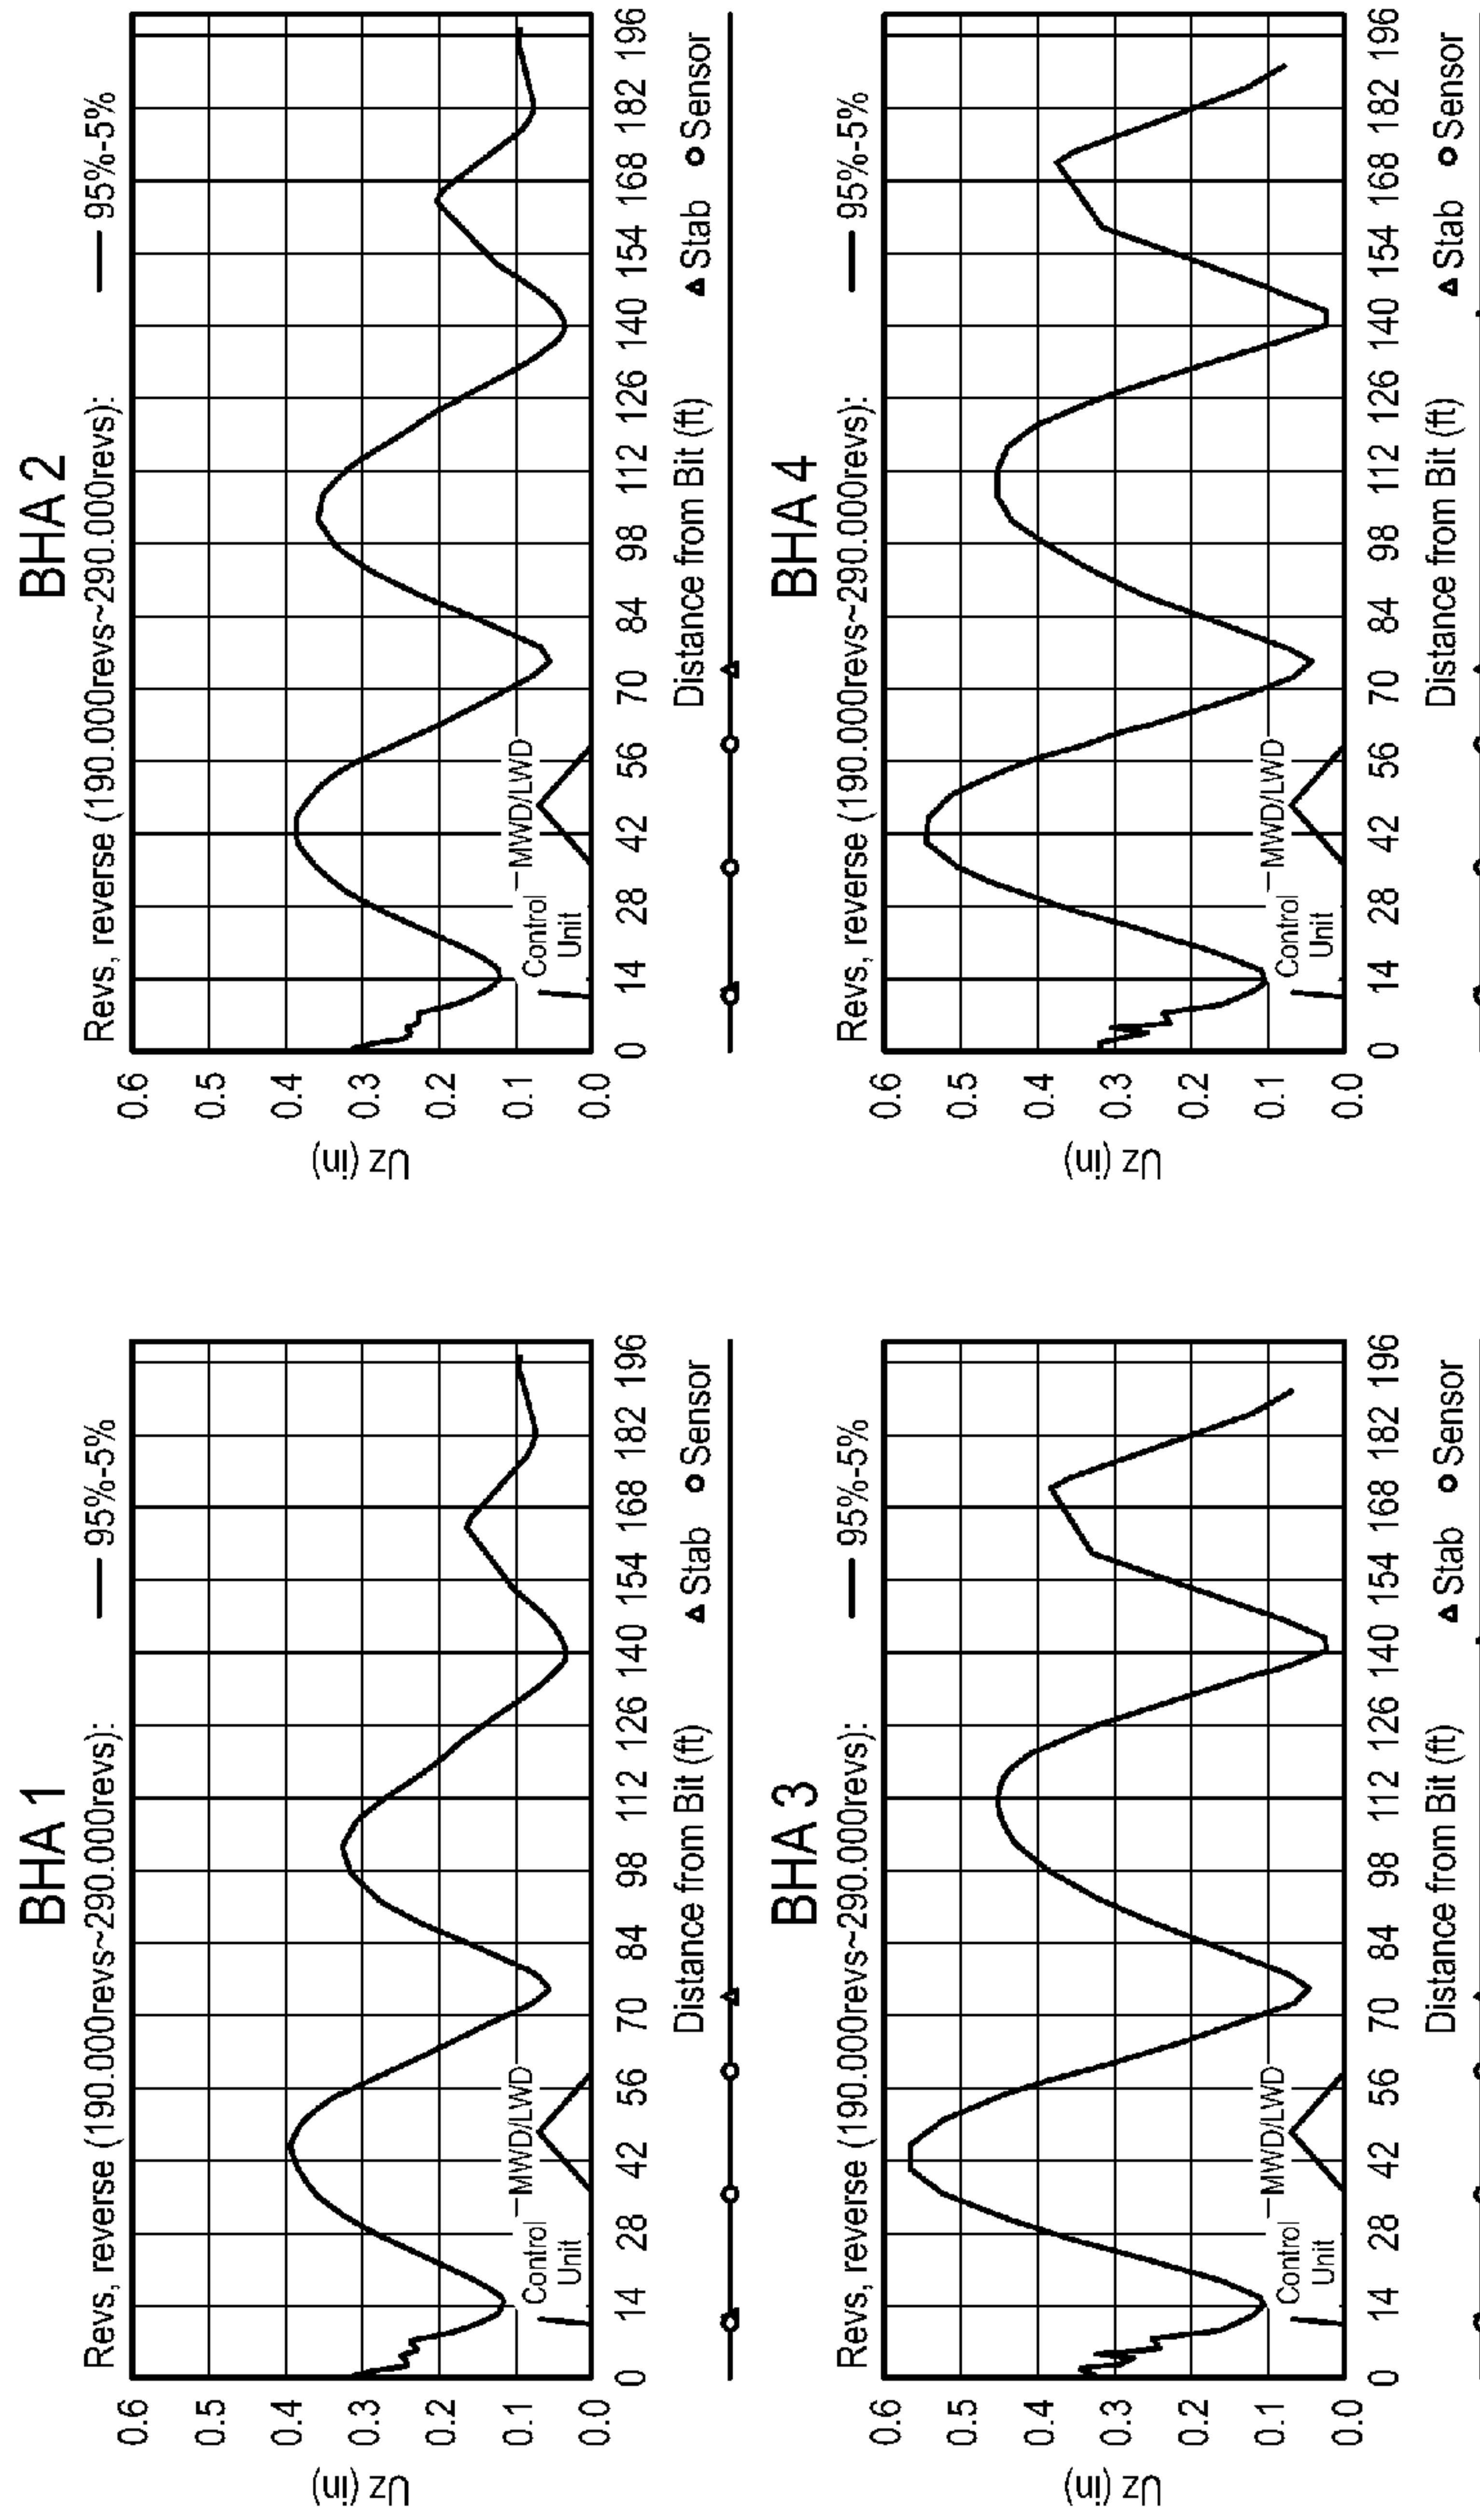 BHA 1
Revs, reverse (190.000revs~290.000revs):
95%-5%
Uz (in)
0.6
0.5
0.4
0.3
0.2
0.1
0.0
Control
Unit
MWD/LWD
0 14 28 42 56 70 84 98 112 126 140 154 168 182 196
Distance from Bit (ft)
Stab
Sensor
BHA 2
Revs, reverse (190.000revs~290.000revs):
95%-5%
Uz (in)
0.6
0.5
0.4
0.3
0.2
0.1
0.0
Control
Unit
MWD/LWD
0 14 28 42 56 70 84 98 112 126 140 154 168 182 196
Distance from Bit (ft)
Stab
Sensor
BHA 3
Revs, reverse (190.000revs~290.000revs):
95%-5%
Uz (in)
0.6
0.5
0.4
0.3
0.2
0.1
0.0
Control
Unit
MWD/LWD
0 14 28 42 56 70 84 98 112 126 140 154 168 182 196
Distance from Bit (ft)
Stab
Sensor
BHA 4
Revs, reverse (190.000revs~290.000revs):
95%-5%
Uz (in)
0.6
0.5
0.4
0.3
0.2
0.1
0.0
Control
Unit
MWD/LWD
0 14 28 42 56 70 84 98 112 126 140 154 168 182 196
Distance from Bit (ft)
Stab
Sensor